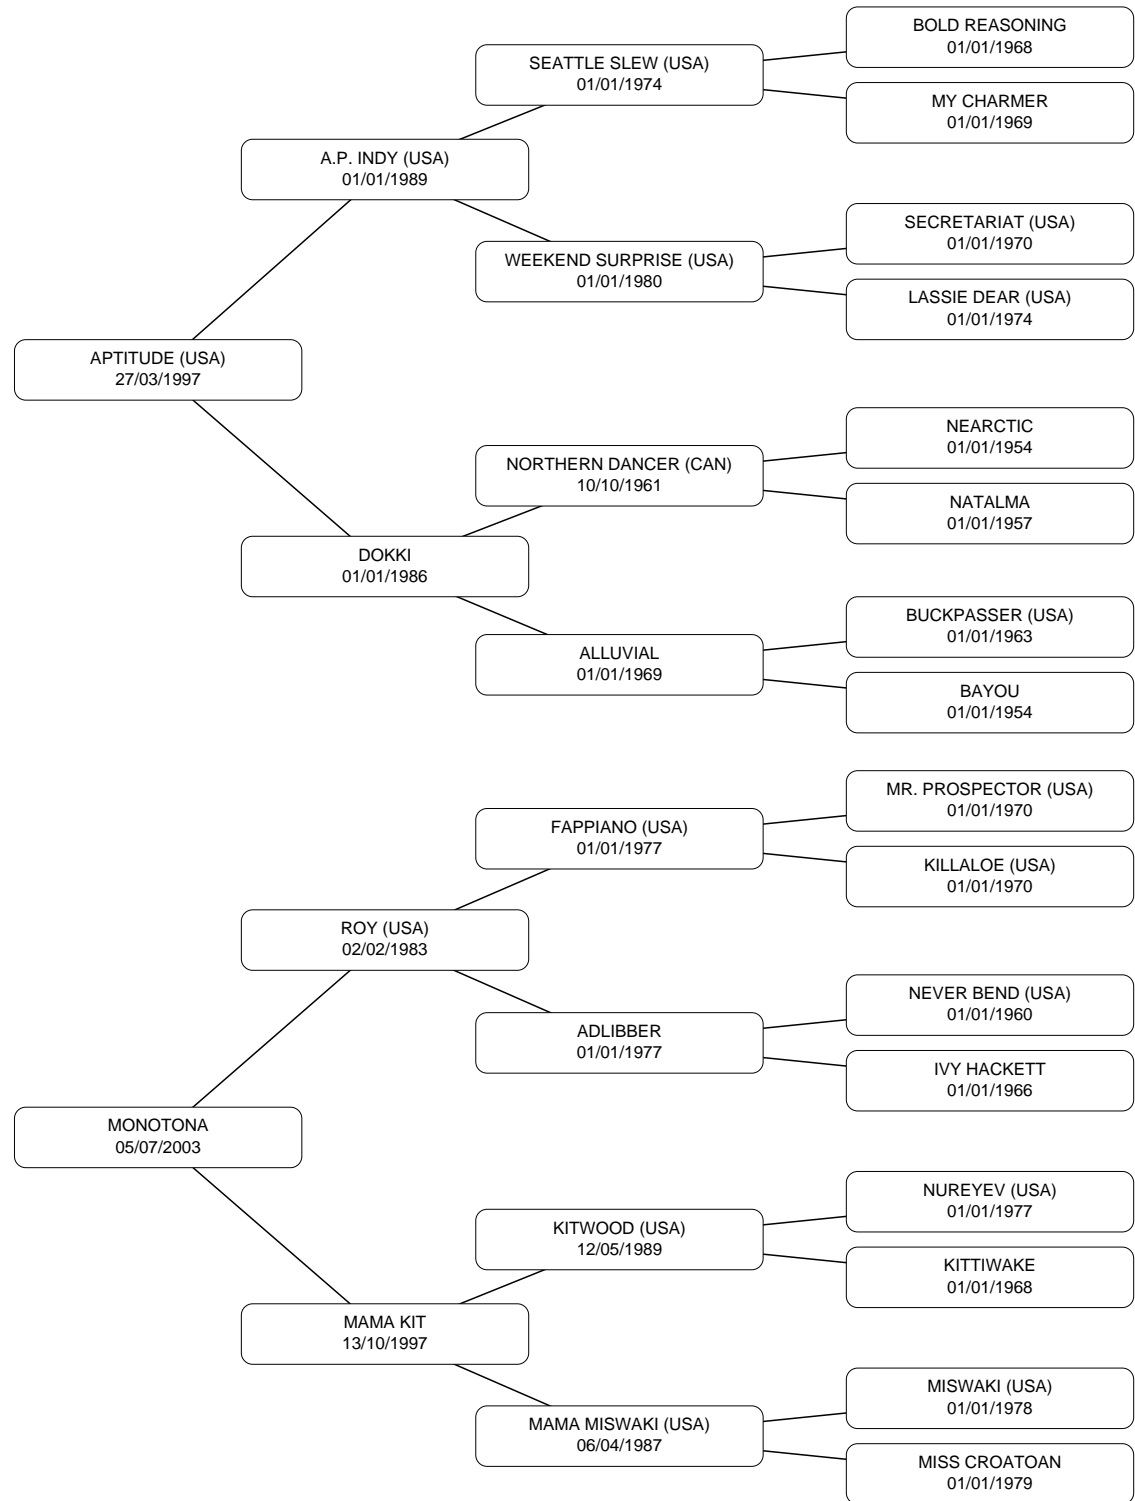 BOLD REASONING
01/01/1968
SEATTLE SLEW (USA)
01/01/1974
MY CHARMER
01/01/1969
A.P. INDY (USA)
01/01/1989
SECRETARIAT (USA)
01/01/1970
WEEKEND SURPRISE (USA)
01/01/1980
LASSIE DEAR (USA)
01/01/1974
APTITUDE (USA)
27/03/1997
NEARCTIC
01/01/1954
NORTHERN DANCER (CAN)
10/10/1961
NATALMA
01/01/1957
DOKKI
01/01/1986
BUCKPASSER (USA)
01/01/1963
ALLUVIAL
01/01/1969
BAYOU
01/01/1954
MR. PROSPECTOR (USA)
01/01/1970
FAPPIANO (USA)
01/01/1977
KILLALOE (USA)
01/01/1970
ROY (USA)
02/02/1983
NEVER BEND (USA)
01/01/1960
ADLIBBER
01/01/1977
IVY HACKETT
01/01/1966
MONOTONA
05/07/2003
NUREYEV (USA)
01/01/1977
KITWOOD (USA)
12/05/1989
KITTIWAKE
01/01/1968
MAMA KIT
13/10/1997
MISWAKI (USA)
01/01/1978
MAMA MISWAKI (USA)
06/04/1987
MISS CROATOAN
01/01/1979